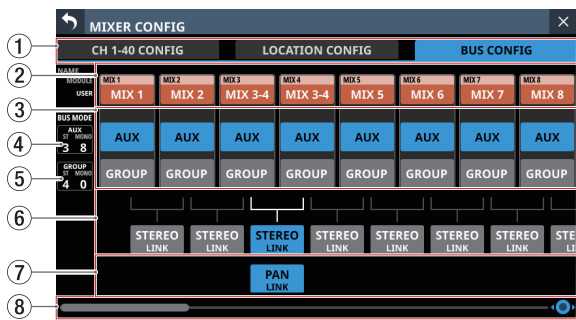 MIXER CONFIG
1
CH 1-40 CONFIG LOCATION CONFIG BUS CONFIG
NAME
2
MODULE MIX 1 MIX 2 MIX 3 MIX 4 MIX 5 MIX 6 MIX 7 MIX 8
USER MIX 1 MIX 2 MIX 3-4 MIX 3-4 MIX 5 MIX 6 MIX 7 MIX 8
3
BUS MODE
4
AUX
ST MONO
3 8
AUX AUX AUX AUX AUX AUX AUX AUX
5
GROUP
ST MONO
4 0
GROUP GROUP GROUP GROUP GROUP GROUP GROUP GROUP
6
STEREO STEREO STEREO STEREO STEREO STEREO STEREO STE
LINK LINK LINK LINK LINK LINK LINK L
7
PAN
LINK
8